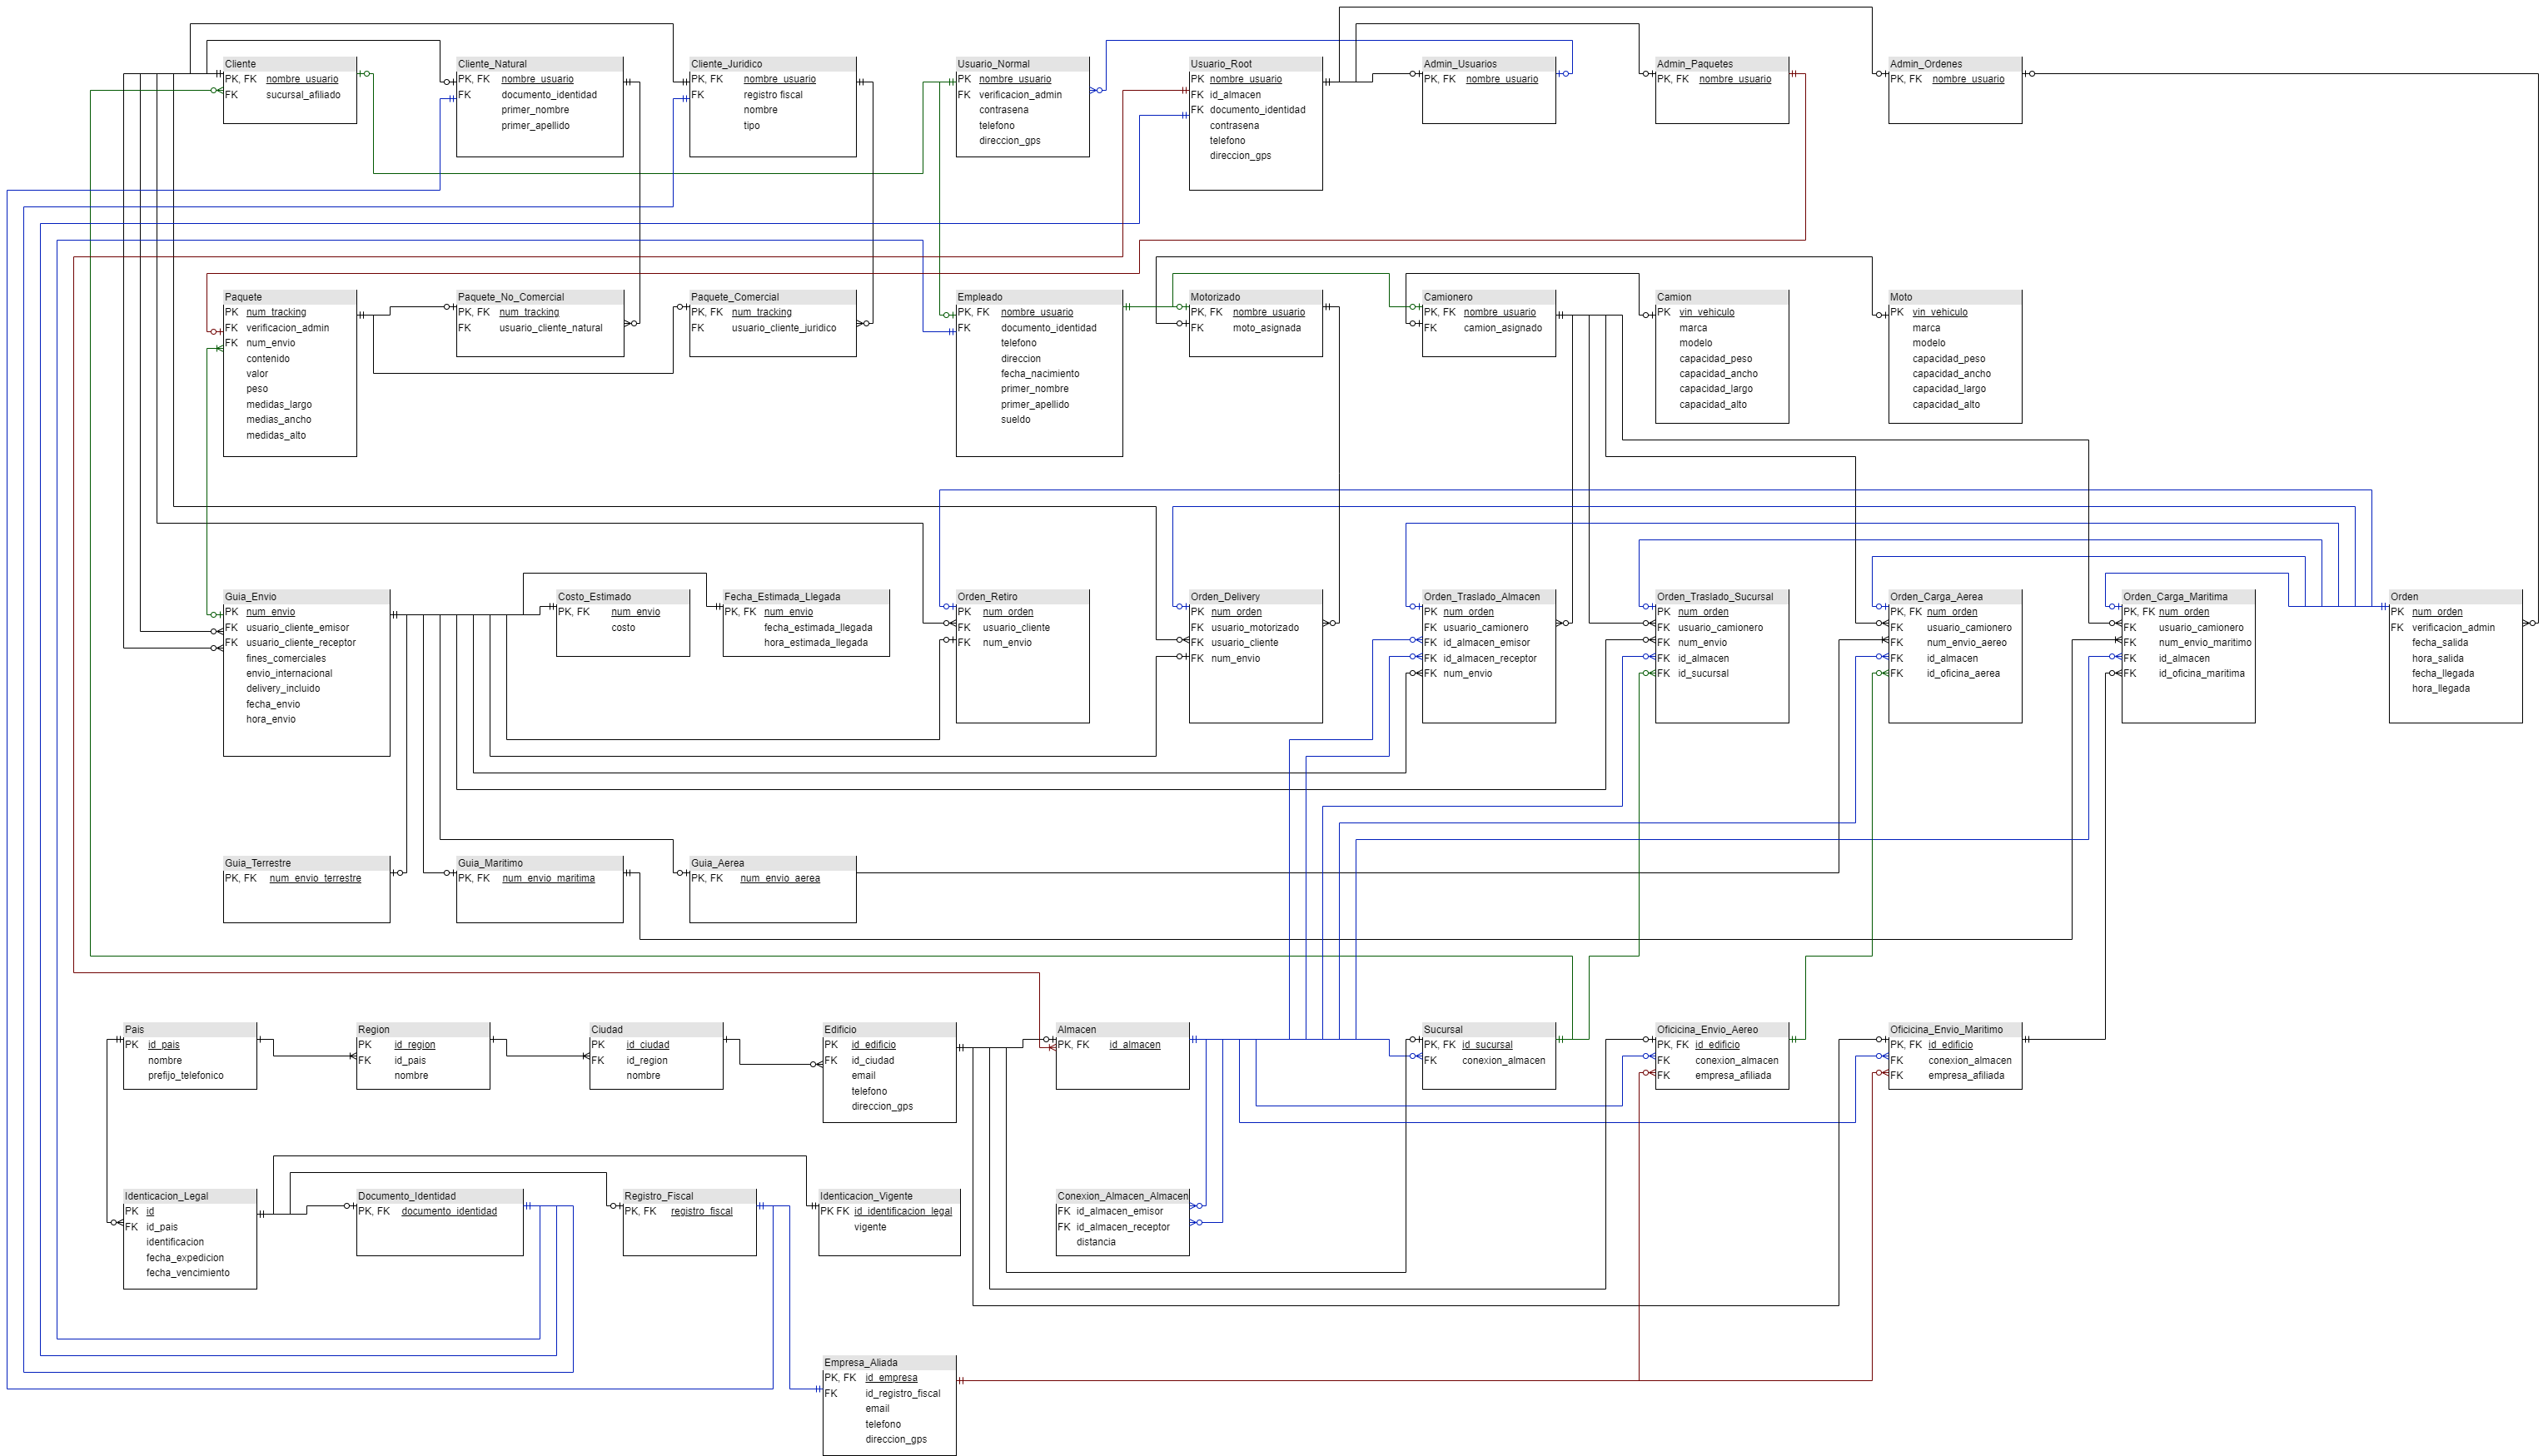 Cliente
PK, FK nombre_usuario
FK sucursal_afiliado
Cliente_Natural
PK, FK nombre_usuario
FK documento_identidad
primer_nombre
primer_apellido
Cliente_Juridico
PK, FK nombre_usuario
FK registro fiscal
nombre
tipo
Usuario_Normal
PK nombre_usuario
FK verificacion_admin
contrasena
telefono
direccion_gps
Usuario_Root
PK nombre_usuario
FK id_almacen
FK documento_identidad
contrasena
telefono
direccion_gps
Admin_Usuarios
PK, FK nombre_usuario
Admin_Paquetes
PK, FK nombre_usuario
Admin_Ordenes
PK, FK nombre_usuario
Paquete
PK num_tracking
FK verificacion_admin
FK num_envio
contenido
valor
peso
medidas_largo
medias_ancho
medidas_alto
Paquete_No_Comercial
PK, FK num_tracking
FK usuario_cliente_natural
Paquete_Comercial
PK, FK num_tracking
FK usuario_cliente_juridico
Empleado
PK, FK nombre_usuario
FK documento_identidad
telefono
direccion
fecha_nacimiento
primer_nombre
primer_apellido
sueldo
Motorizado
PK, FK nombre_usuario
FK moto_asignada
Camionero
PK, FK nombre_usuario
FK camion_asignado
Camion
PK vin_vehiculo
marca
modelo
capacidad_peso
capacidad_ancho
capacidad_largo
capacidad_alto
Moto
PK vin_vehiculo
marca
modelo
capacidad_peso
capacidad_ancho
capacidad_largo
capacidad_alto
Guia_Envio
PK num_envio
FK usuario_cliente_emisor
FK usuario_cliente_receptor
fines_comerciales
envio_internacional
delivery_incluido
fecha_envio
hora_envio
Costo_Estimado
PK, FK num_envio
costo
Fecha_Estimada_Llegada
PK, FK num_envio
fecha_estimada_llegada
hora_estimada_llegada
Orden_Retiro
PK num_orden
FK usuario_cliente
FK num_envio
Orden_Delivery
PK num_orden
FK usuario_motorizado
FK usuario_cliente
FK num_envio
Orden_Traslado_Almacen
PK num_orden
FK usuario_camionero
FK id_almacen_emisor
FK id_almacen_receptor
FK num_envio
Orden_Traslado_Sucursal
PK num_orden
FK usuario_camionero
FK num_envio
FK id_almacen
FK id_sucursal
Orden_Carga_Aerea
PK, FK num_orden
FK usuario_camionero
FK num_envio_aereo
FK id_almacen
FK id_oficina_aerea
Orden_Carga_Maritima
PK, FK num_orden
FK usuario_camionero
FK num_envio_maritimo
FK id_almacen
FK id_oficina_maritima
Orden
PK num_orden
FK verificacion_admin
fecha_salida
hora_salida
fecha_llegada
hora_llegada
Guia_Terrestre
PK, FK num_envio_terrestre
Guia_Maritimo
PK, FK num_envio_maritima
Guia_Aerea
PK, FK num_envio_aerea
Pais
PK id_pais
nombre
prefijo_telefonico
Region
PK id_region
FK id_pais
nombre
Ciudad
PK id_ciudad
FK id_region
nombre
Edificio
PK id_edificio
FK id_ciudad
email
telefono
direccion_gps
Almacen
PK, FK id_almacen
Sucursal
PK, FK id_sucursal
FK conexion_almacen
Oficicina_Envio_Aereo
PK, FK id_edificio
FK conexion_almacen
FK empresa_afiliada
Oficicina_Envio_Maritimo
PK, FK id_edificio
FK conexion_almacen
FK empresa_afiliada
Identicacion_Legal
PK id
FK id_pais
identificacion
fecha_expedicion
fecha_vencimiento
Documento_Identidad
PK, FK documento_identidad
Registro_Fiscal
PK, FK registro_fiscal
Identicacion_Vigente
PK FK id_identificacion_legal
vigente
Conexion_Almacen_Almacen
FK id_almacen_emisor
FK id_almacen_receptor
distancia
Empresa_Aliada
PK, FK id_empresa
FK id_registro_fiscal
email
telefono
direccion_gps